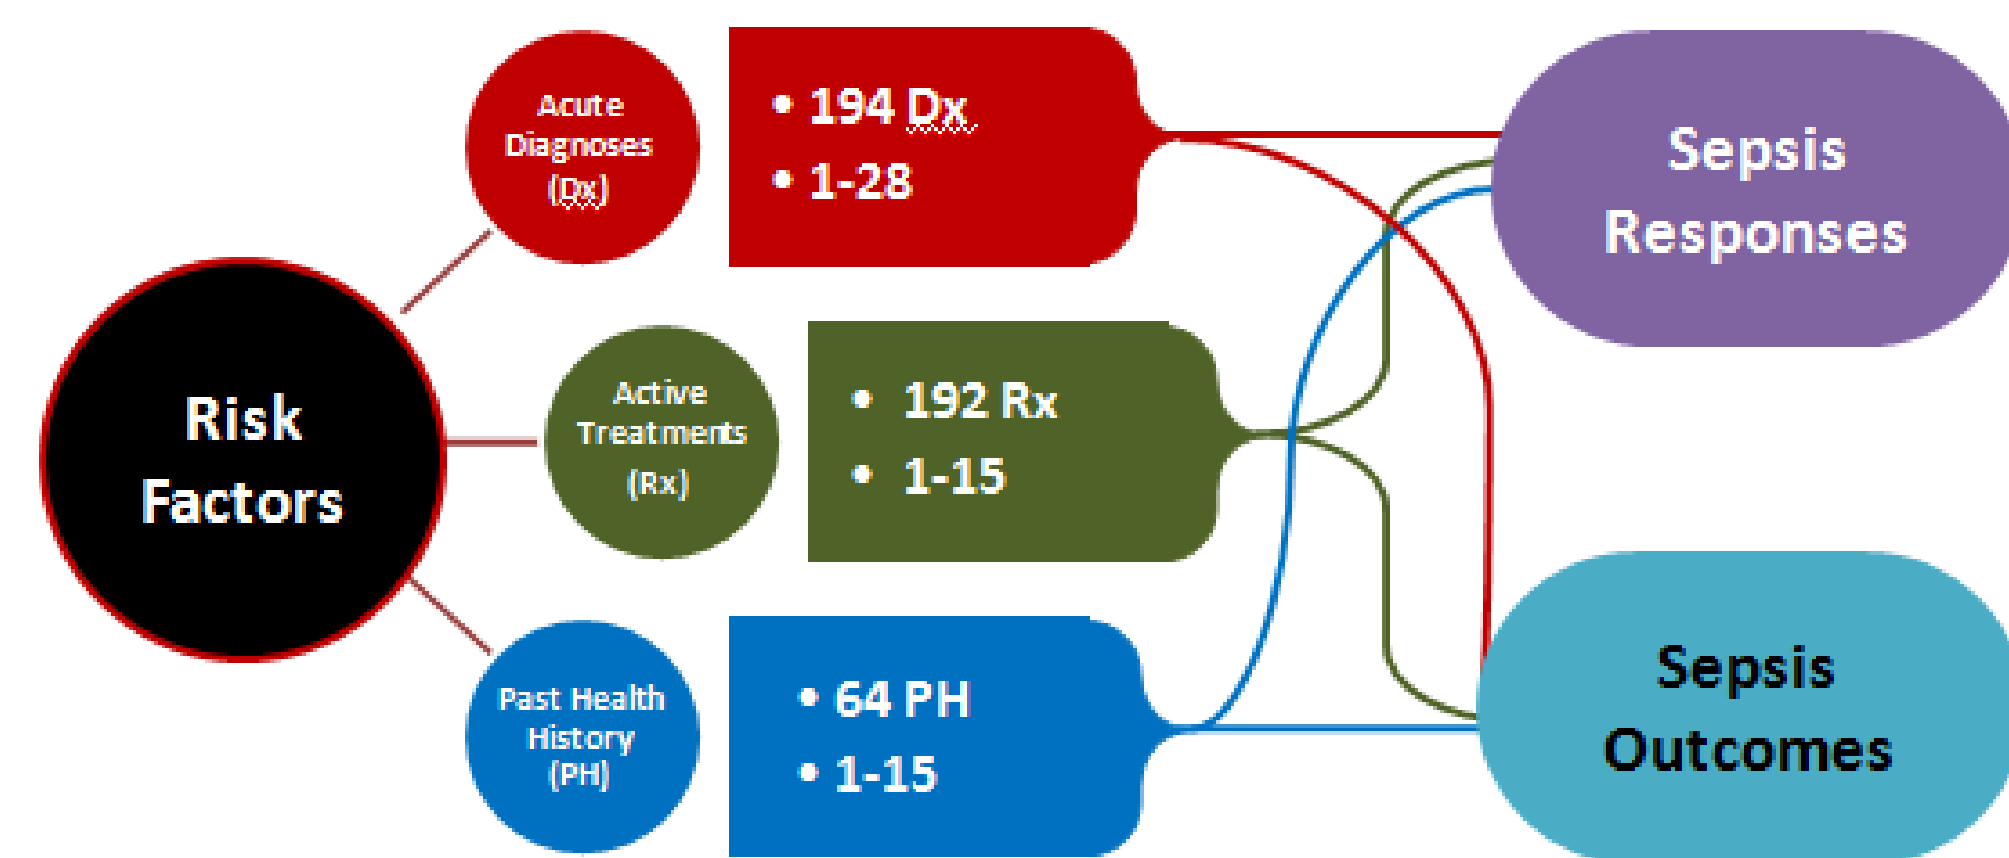 Risk
Factors
Acute
Diagnoses
(Dx)
• 194 Dx
• 1-28
Active
Treatments
(Rx)
• 192 Rx
• 1-15
Past Health
History
(PH)
• 64 PH
• 1-15
Sepsis
Responses
Sepsis
Outcomes